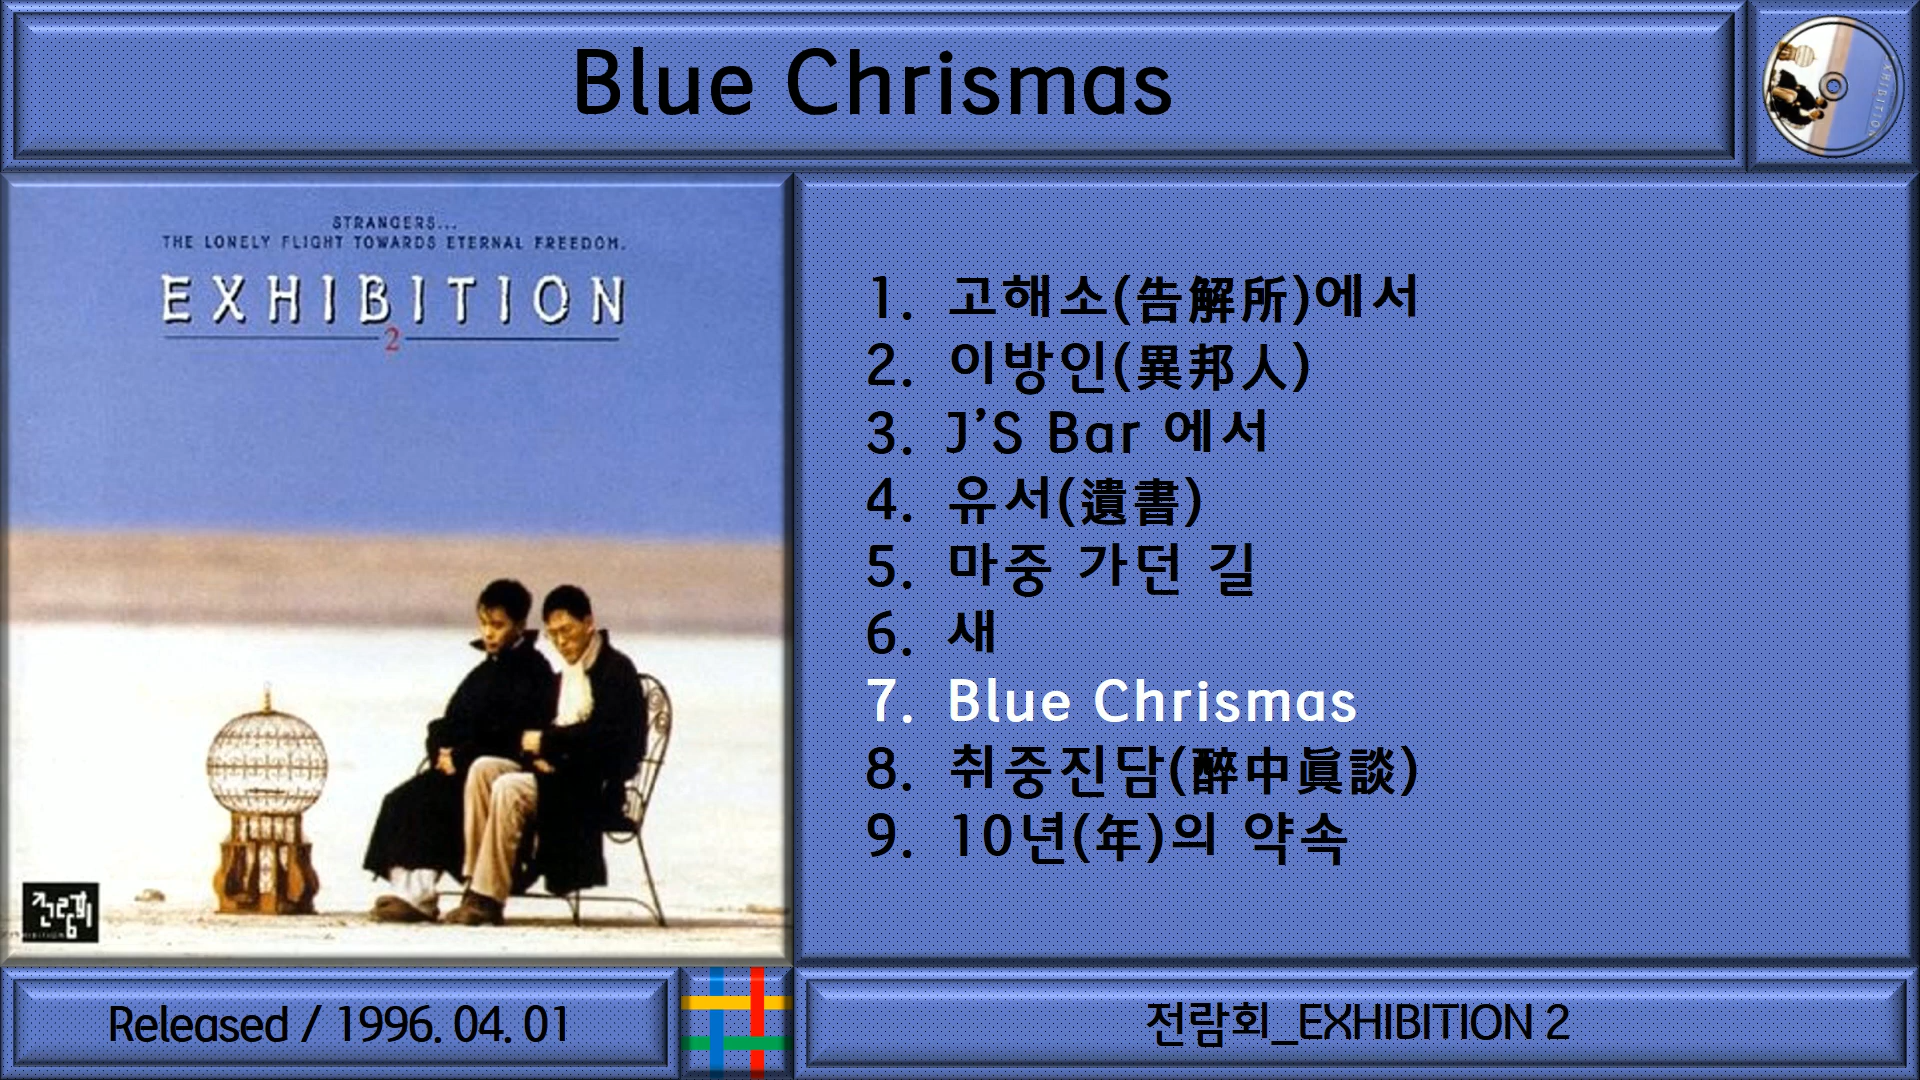 Blue Chrismas
STRANGERS...
THE LONELY FLIGHT TOWARDS ETERNAL FREEDOM.
EXHIBITION
2
전람회
EXHIBITION
1. 고해소(告解所)에서
2. 이방인(異邦人)
3. J’S Bar 에서
4. 유서(遺書)
5. 마중 가던 길
6. 새
7. Blue Chrismas
8. 취중진담(醉中眞談)
9. 10년(年)의 약속
Released / 1996. 04. 01
전람회_EXHIBITION 2